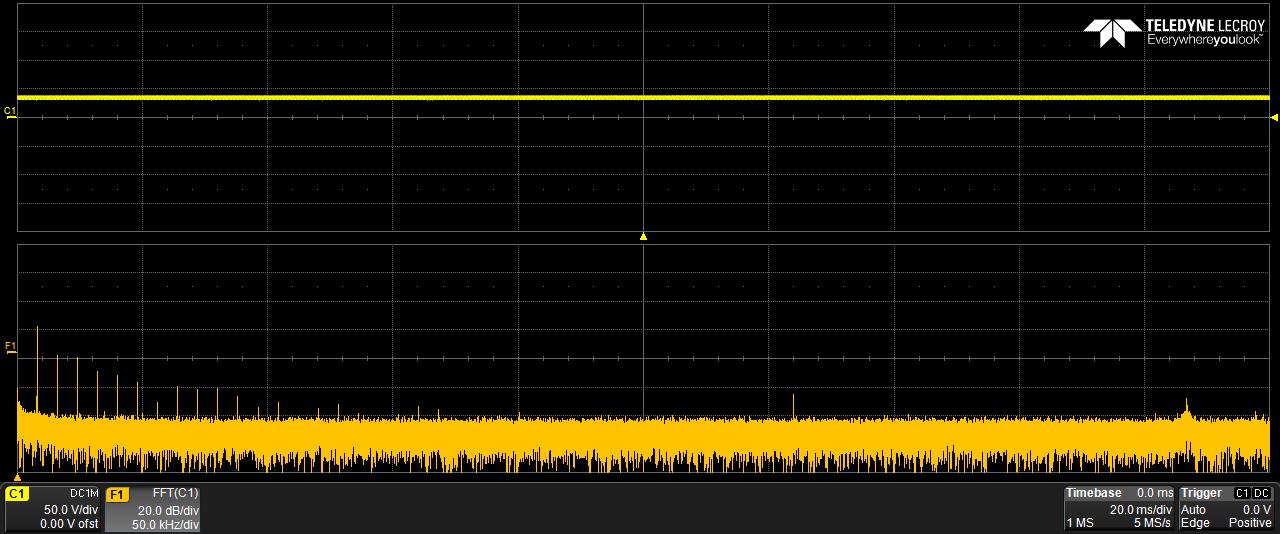 TELEDYNE LECROY
Everywhereyoulook™
C1
F1
C1 DC1M
50.0 V/div
0.00 V ofst
F1 FFT(C1)
20.0 dB/div
50.0 kHz/div
Timebase 0.0 ms
20.0 ms/div
1 MS 5 MS/s
Trigger C1 DC
Auto 0.0 V
Edge Positive